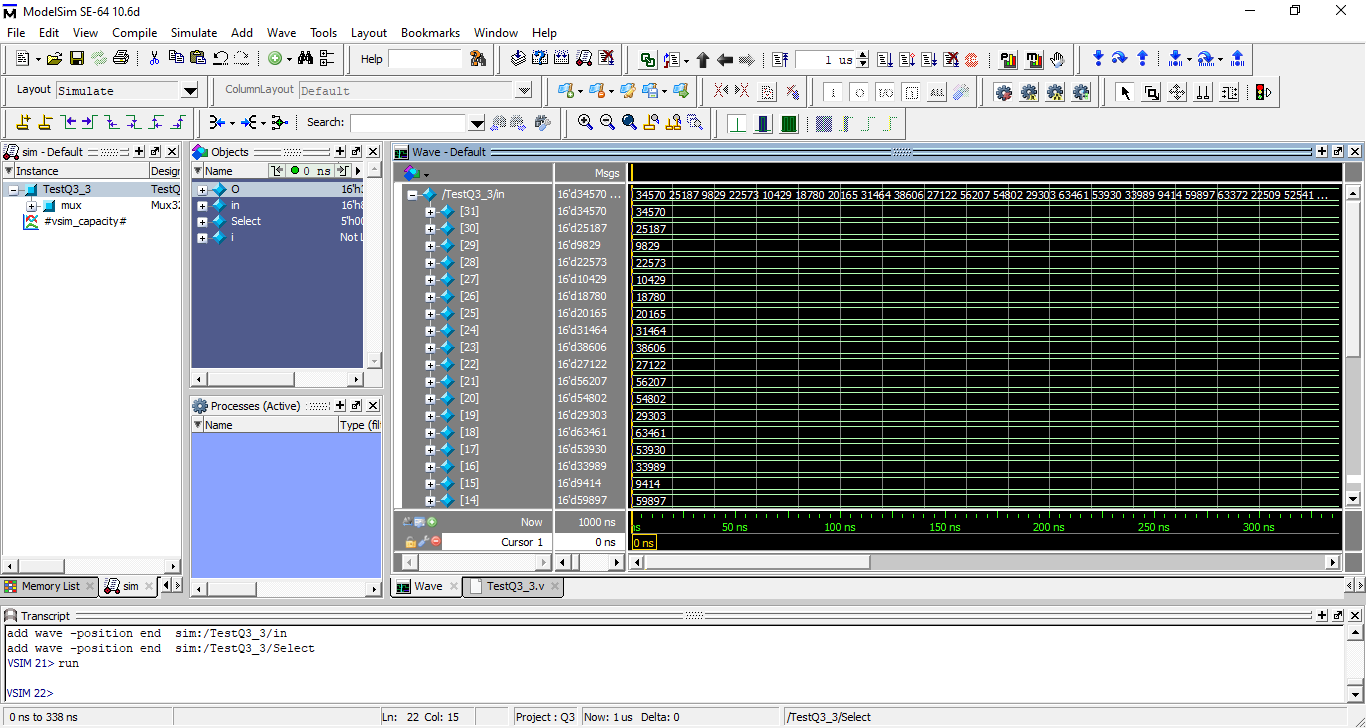 ModelSim SE-64 10.6d
File Edit View Compile Simulate Add Wave Tools Layout Bookmarks Window Help
Help
1 us
Layout Simulate
ColumnLayout Default
Search:
sim - Default
Instance Design
TestQ3_3 TestQ
mux Mux32
#vsim_capacity#
Objects
Name 0 ns
O 16'h
in 16'h
Select 5'h00
i Not
Processes (Active)
Name Type (fil
Wave - Default
Msgs
/TestQ3_3/in 16'd34570 ... 34570 25187 9829 22573 10429 18780 20165 31464 38606 27122 56207 54802 29303 63461 53930 33989 9414 59897 63372 22509 52541 ...
[31] 16'd34570 34570
[30] 16'd25187 25187
[29] 16'd9829 9829
[28] 16'd22573 22573
[27] 16'd10429 10429
[26] 16'd18780 18780
[25] 16'd20165 20165
[24] 16'd31464 31464
[23] 16'd38606 38606
[22] 16'd27122 27122
[21] 16'd56207 56207
[20] 16'd54802 54802
[19] 16'd29303 29303
[18] 16'd63461 63461
[17] 16'd53930 53930
[16] 16'd33989 33989
[15] 16'd9414 9414
[14] 16'd59897 59897
Now 1000 ns ns 50 ns 100 ns 150 ns 200 ns 250 ns 300 ns
Cursor 1 0 ns 0 ns
Memory List sim
Wave TestQ3_3.v
Transcript
add wave -position end sim:/TestQ3_3/in
add wave -position end sim:/TestQ3_3/Select
VSIM 21> run
VSIM 22>
0 ns to 338 ns Ln: 22 Col: 15 Project : Q3 Now: 1 us Delta: 0 /TestQ3_3/Select